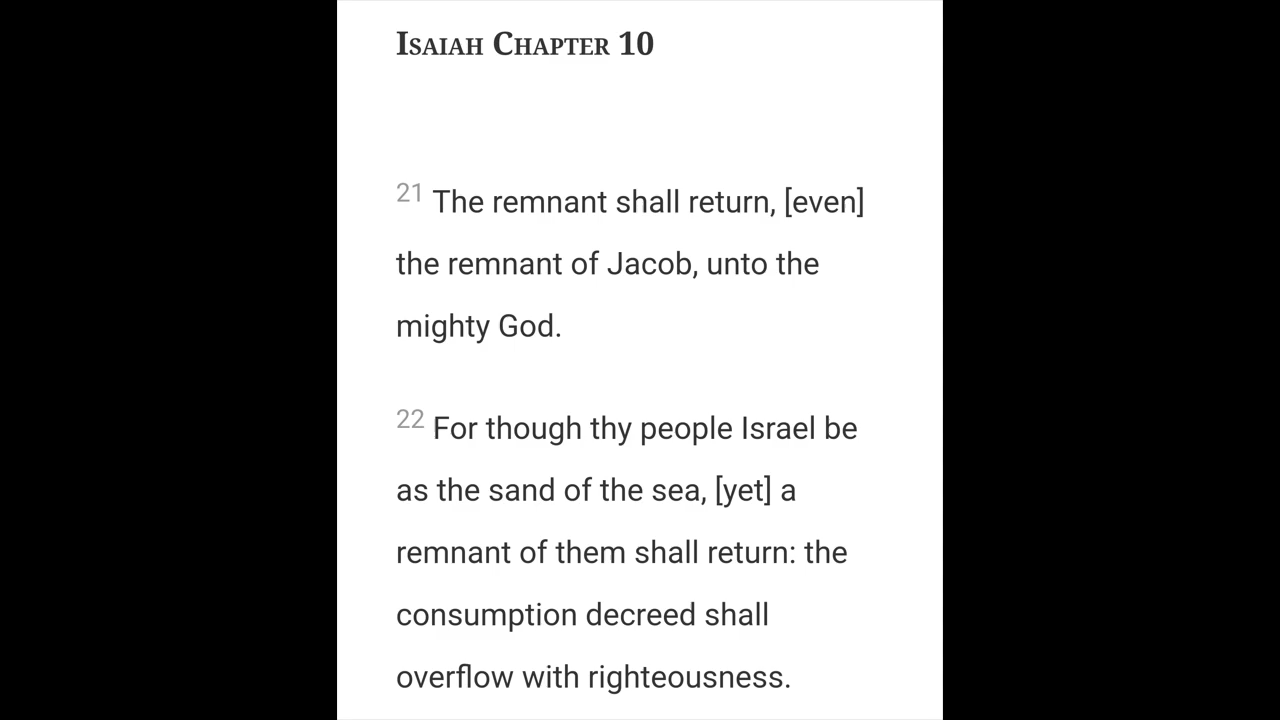 Isaiah Chapter 10
21 The remnant shall return, [even]
the remnant of Jacob, unto the
mighty God.
22 For though thy people Israel be
as the sand of the sea, [yet] a
remnant of them shall return: the
consumption decreed shall
overflow with righteousness.